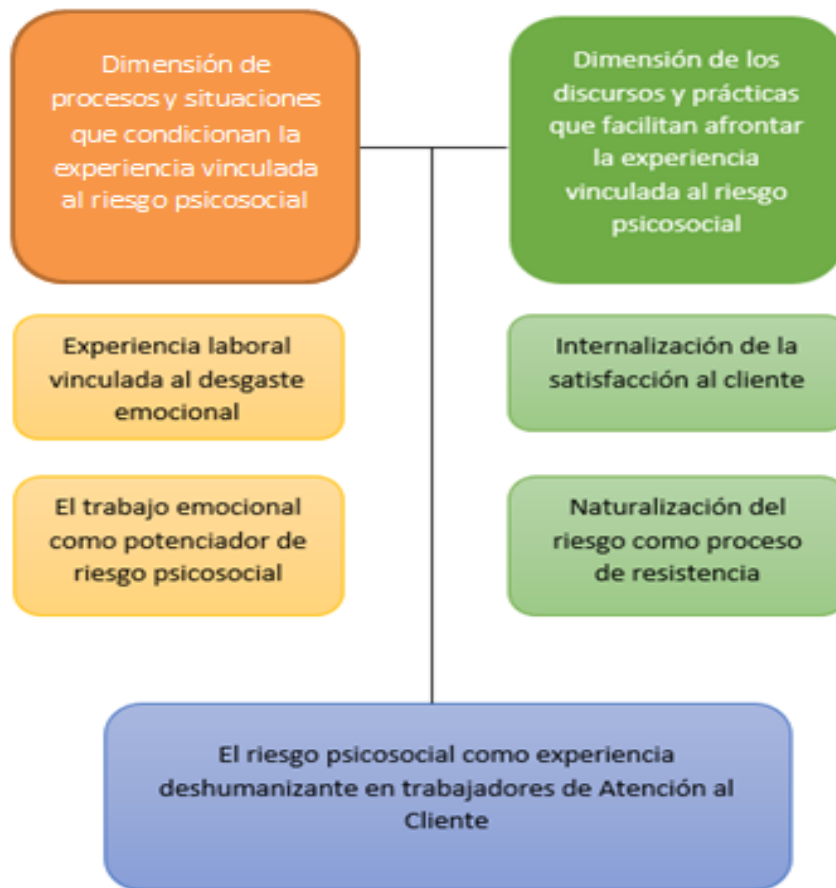 Dimensión de
procesos y situaciones
que condicionan la
experiencia vinculada
al riesgo psicosocial
Dimensión de los
discursos y prácticas
que facilitan afrontar
la experiencia
vinculada al riesgo
psicosocial
Experiencia laboral
vinculada al desgaste
emocional
Internalización de la
satisfacción al cliente
El trabajo emocional
como potenciador de
riesgo psicosocial
Naturalización del
riesgo como proceso
de resistencia
El riesgo psicosocial como experiencia
deshumanizante en trabajadores de Atención al
Cliente